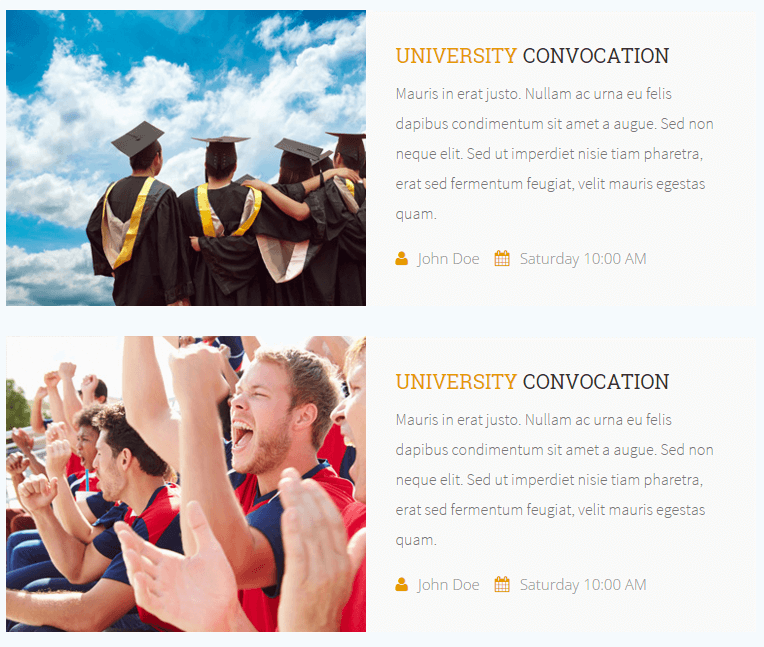 UNIVERSITY CONVOCATION
Mauris in erat justo. Nullam ac urna eu felis
dapibus condimentum sit amet a augue. Sed non
neque elit. Sed ut imperdiet nisie tiam pharetra,
erat sed fermentum feugiat, velit mauris egestas
quam.
John Doe Saturday 10:00 AM
UNIVERSITY CONVOCATION
Mauris in erat justo. Nullam ac urna eu felis
dapibus condimentum sit amet a augue. Sed non
neque elit. Sed ut imperdiet nisie tiam pharetra,
erat sed fermentum feugiat, velit mauris egestas
quam.
John Doe Saturday 10:00 AM